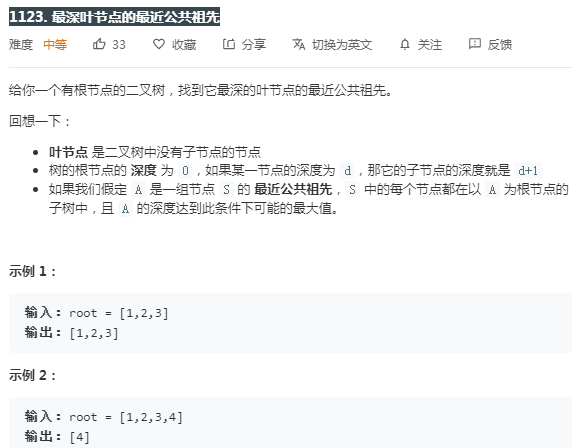 1123. 最深叶节点的最近公共祖先
难度 中等 33 收藏 分享 切换为英文 关注 反馈
给你一个有根节点的二叉树，找到它最深的叶节点的最近公共祖先。
回想一下：
叶节点 是二叉树中没有子节点的节点
树的根节点的 深度 为 0，如果某一节点的深度为 d，那它的子节点的深度就是 d+1
如果我们假定 A 是一组节点 S 的 最近公共祖先，S 中的每个节点都在以 A 为根节点的
子树中，且 A 的深度达到此条件下可能的最大值。
示例 1：
输入：root = [1,2,3]
输出：[1,2,3]
示例 2：
输入：root = [1,2,3,4]
输出：[4]